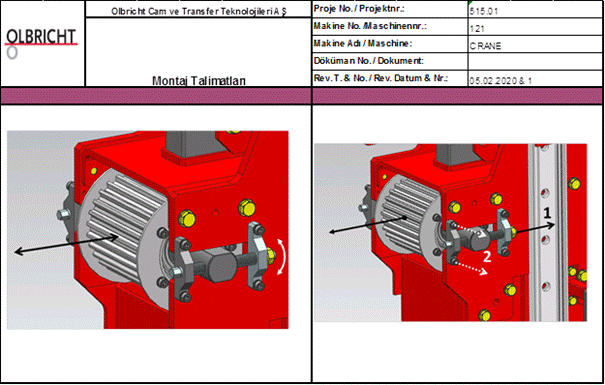 OLBRICHT
Olbricht Cam ve Transfer Teknolojileri A Ş
Montaj Talimatları
Proje No. / Projektnr.:
515.01
Makine No. /Maschinennr.:
121
Makine Adı / Maschine:
CRANE
Döküman No. / Dokument:
Rev. T. & No. / Rev. Datum & Nr.:
05.02.2020 & 1
1
2